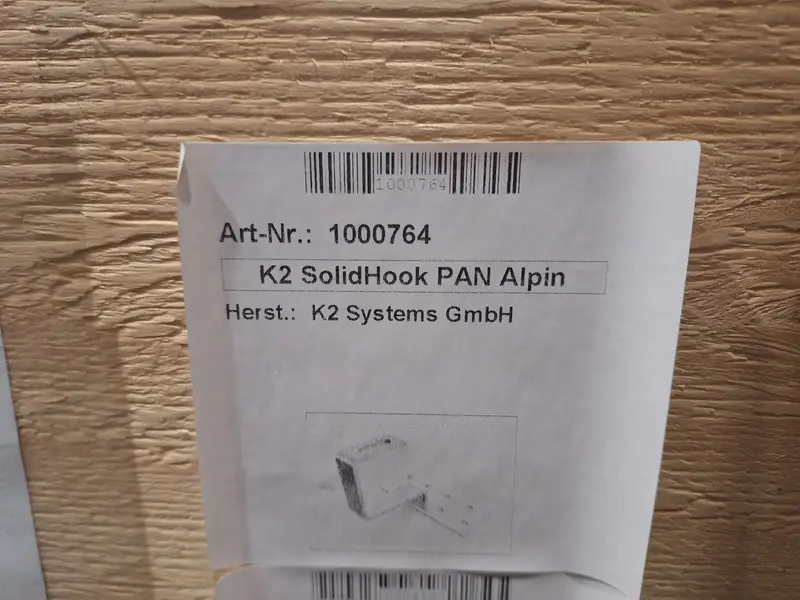 1000764
Art-Nr.: 1000764
K2 SolidHook PAN Alpin
Herst.: K2 Systems GmbH